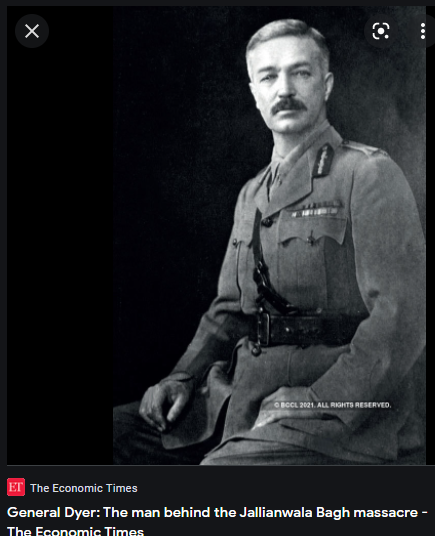 © BCCL 2021. ALL RIGHTS RESERVED.
ET The Economic Times
General Dyer: The man behind the Jallianwala Bagh massacre -
The Economic Times